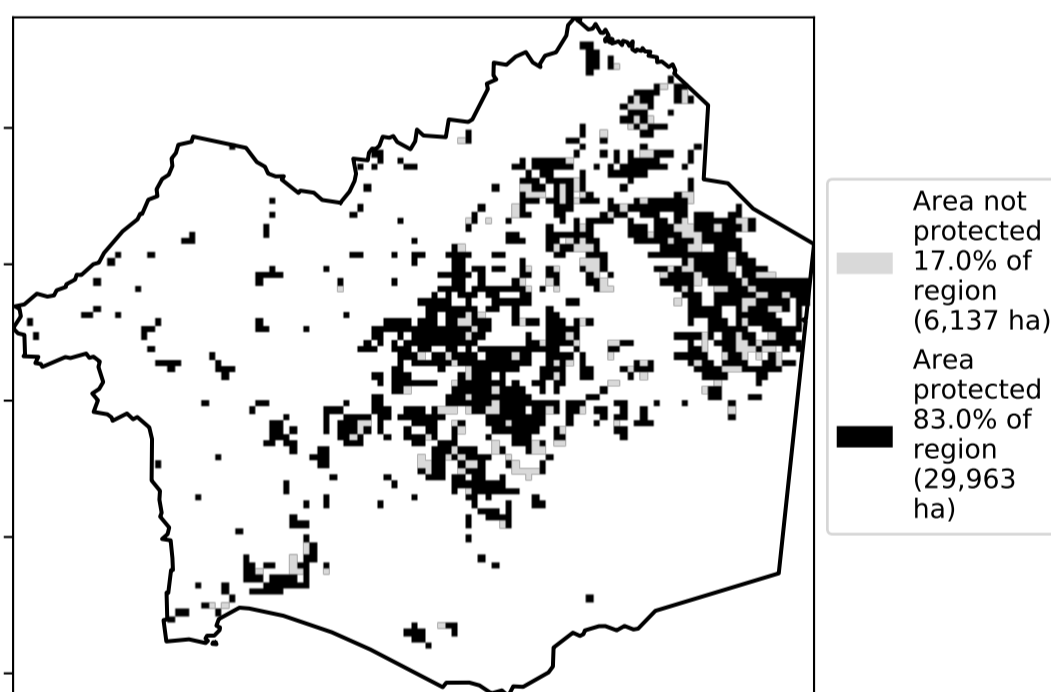 Area not
protected
17.0% of
region
(6,137 ha)
Area
protected
83.0% of
region
(29,963
ha)